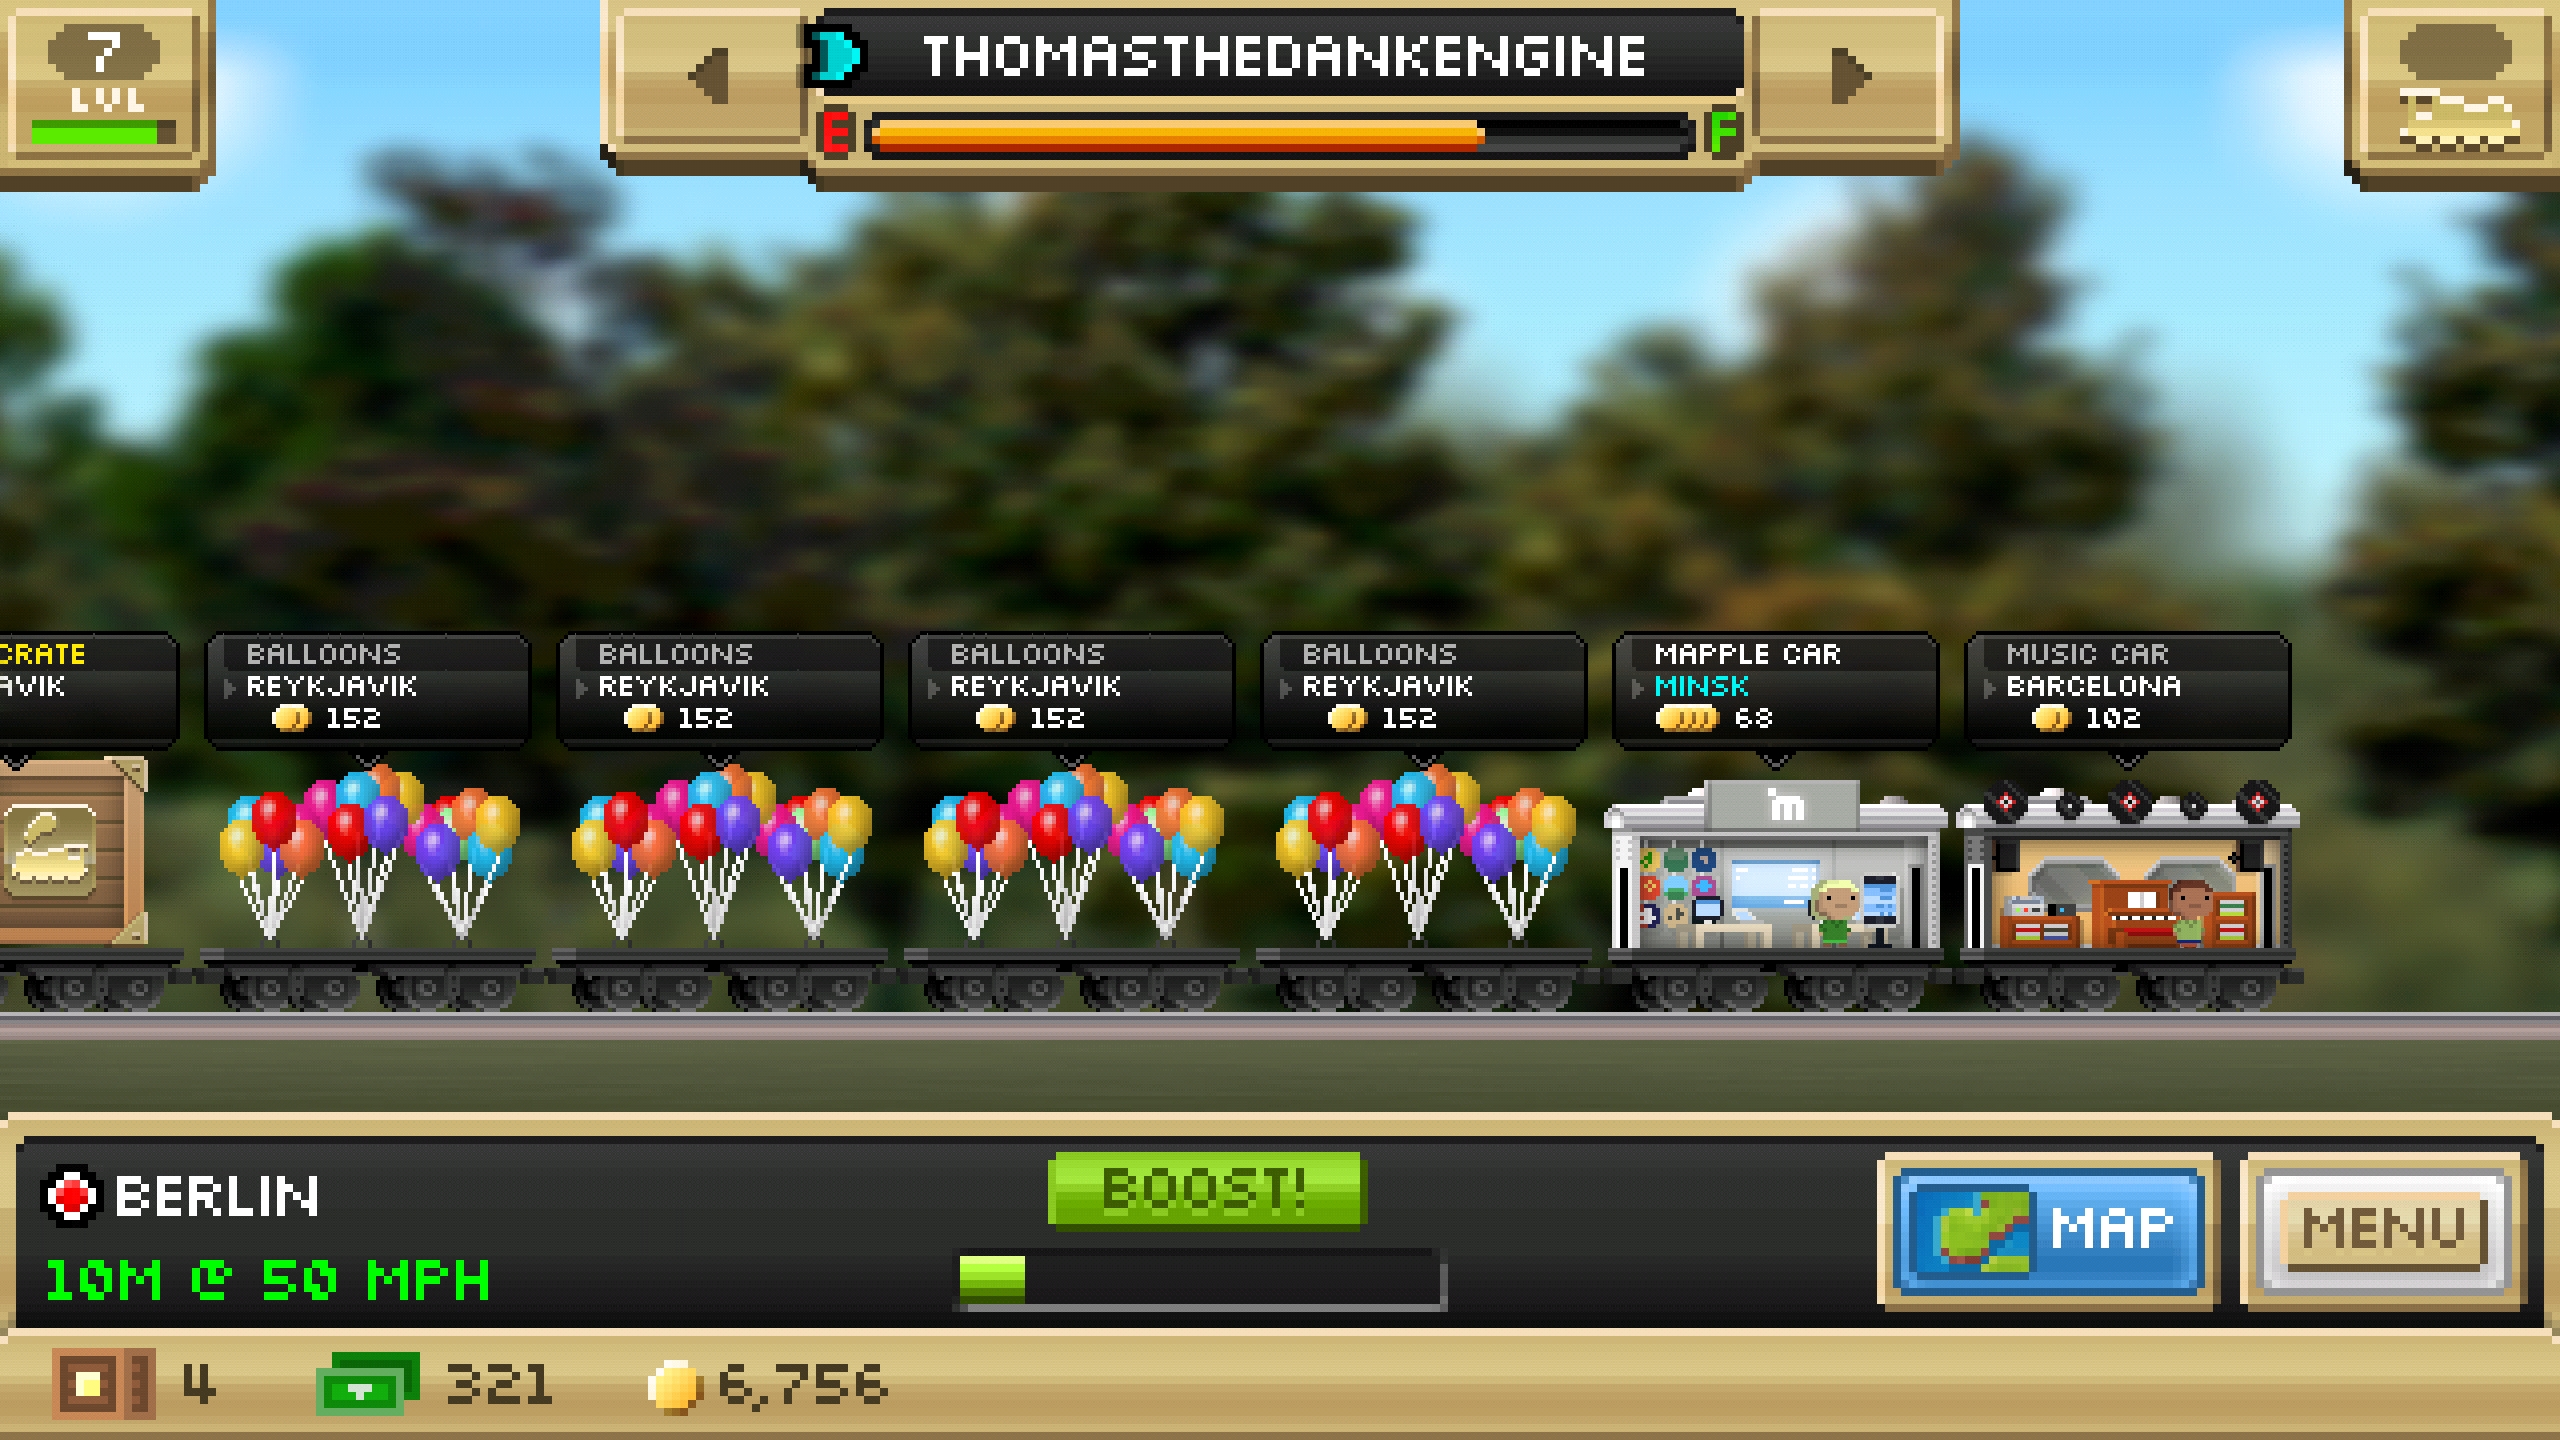 7
LVL
THOMASTHEDANKENGINE
E
F
CRATE
AVIK
BALLOONS
REYKJAVIK
152
BALLOONS
REYKJAVIK
152
BALLOONS
REYKJAVIK
152
BALLOONS
REYKJAVIK
152
MAPPLE CAR
MINSK
68
MUSIC CAR
BARCELONA
102
m
BERLIN
10M @ 50 MPH
BOOST!
MAP
MENU
4
321
6,756